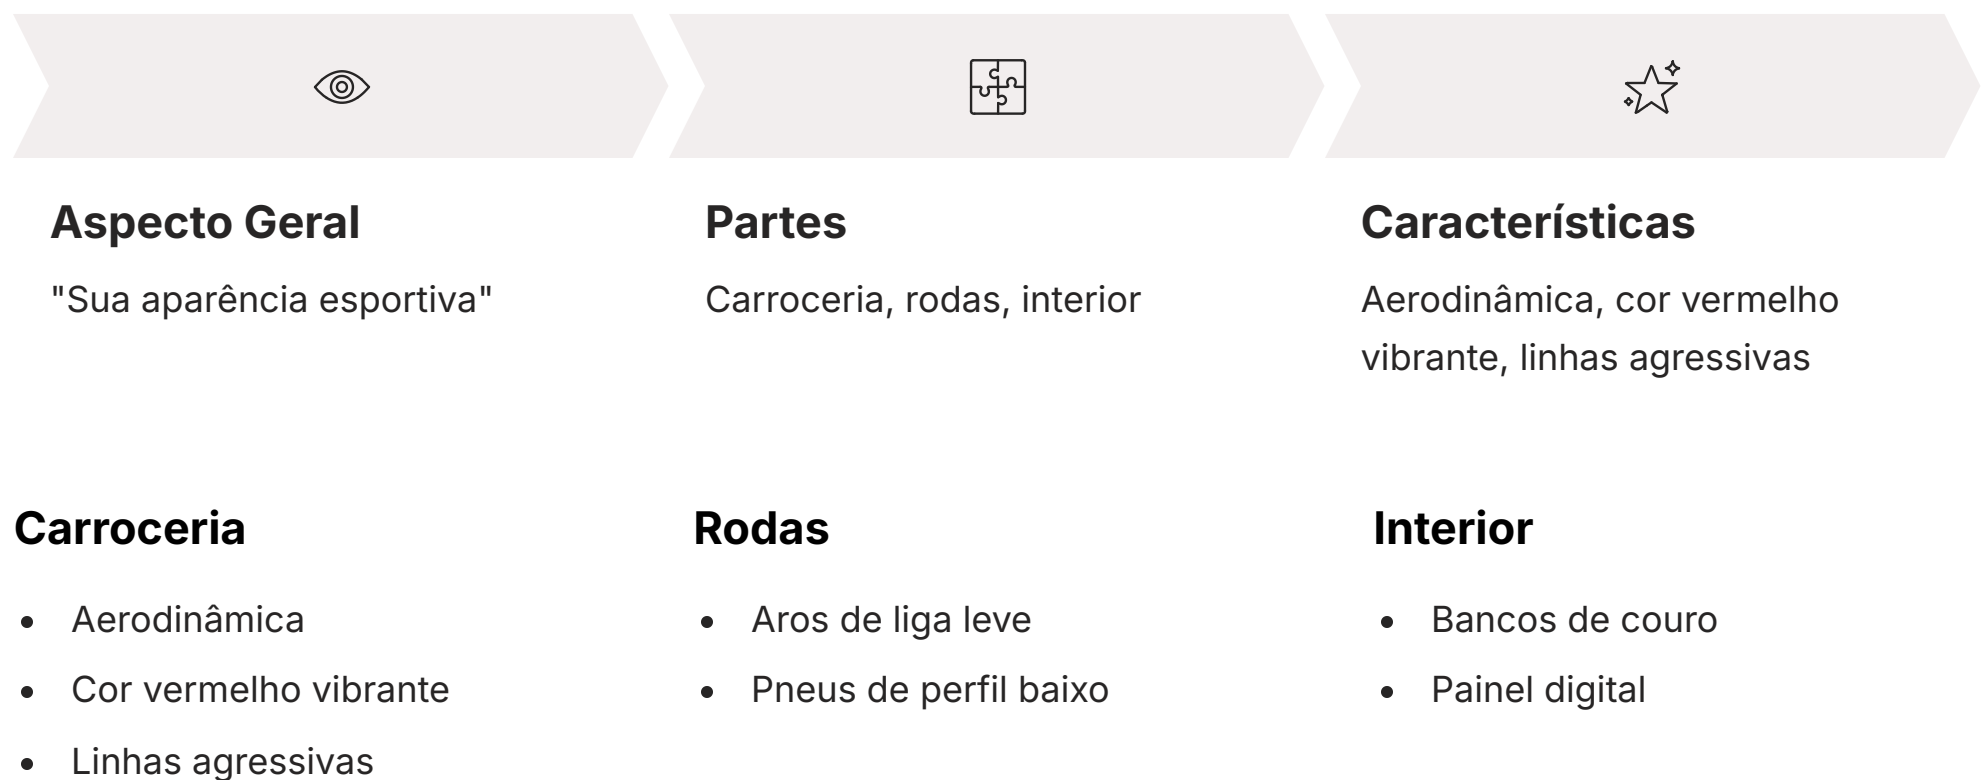 Aspecto Geral
"Sua aparência esportiva"
Partes
Carroceria, rodas, interior
Características
Aerodinâmica, cor vermelho
vibrante, linhas agressivas
Carroceria
Aerodinâmica
Cor vermelho vibrante
Linhas agressivas
Rodas
Aros de liga leve
Pneus de perfil baixo
Interior
Bancos de couro
Painel digital